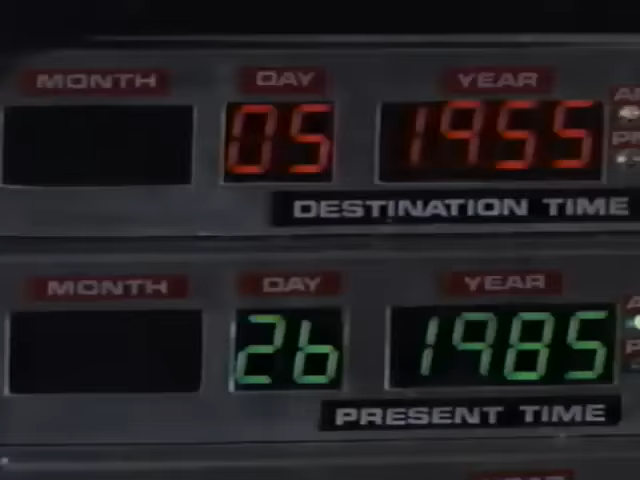 MONTH DAY YEAR
05 1955
DESTINATION TIME
MONTH DAY YEAR
26 1985
PRESENT TIME